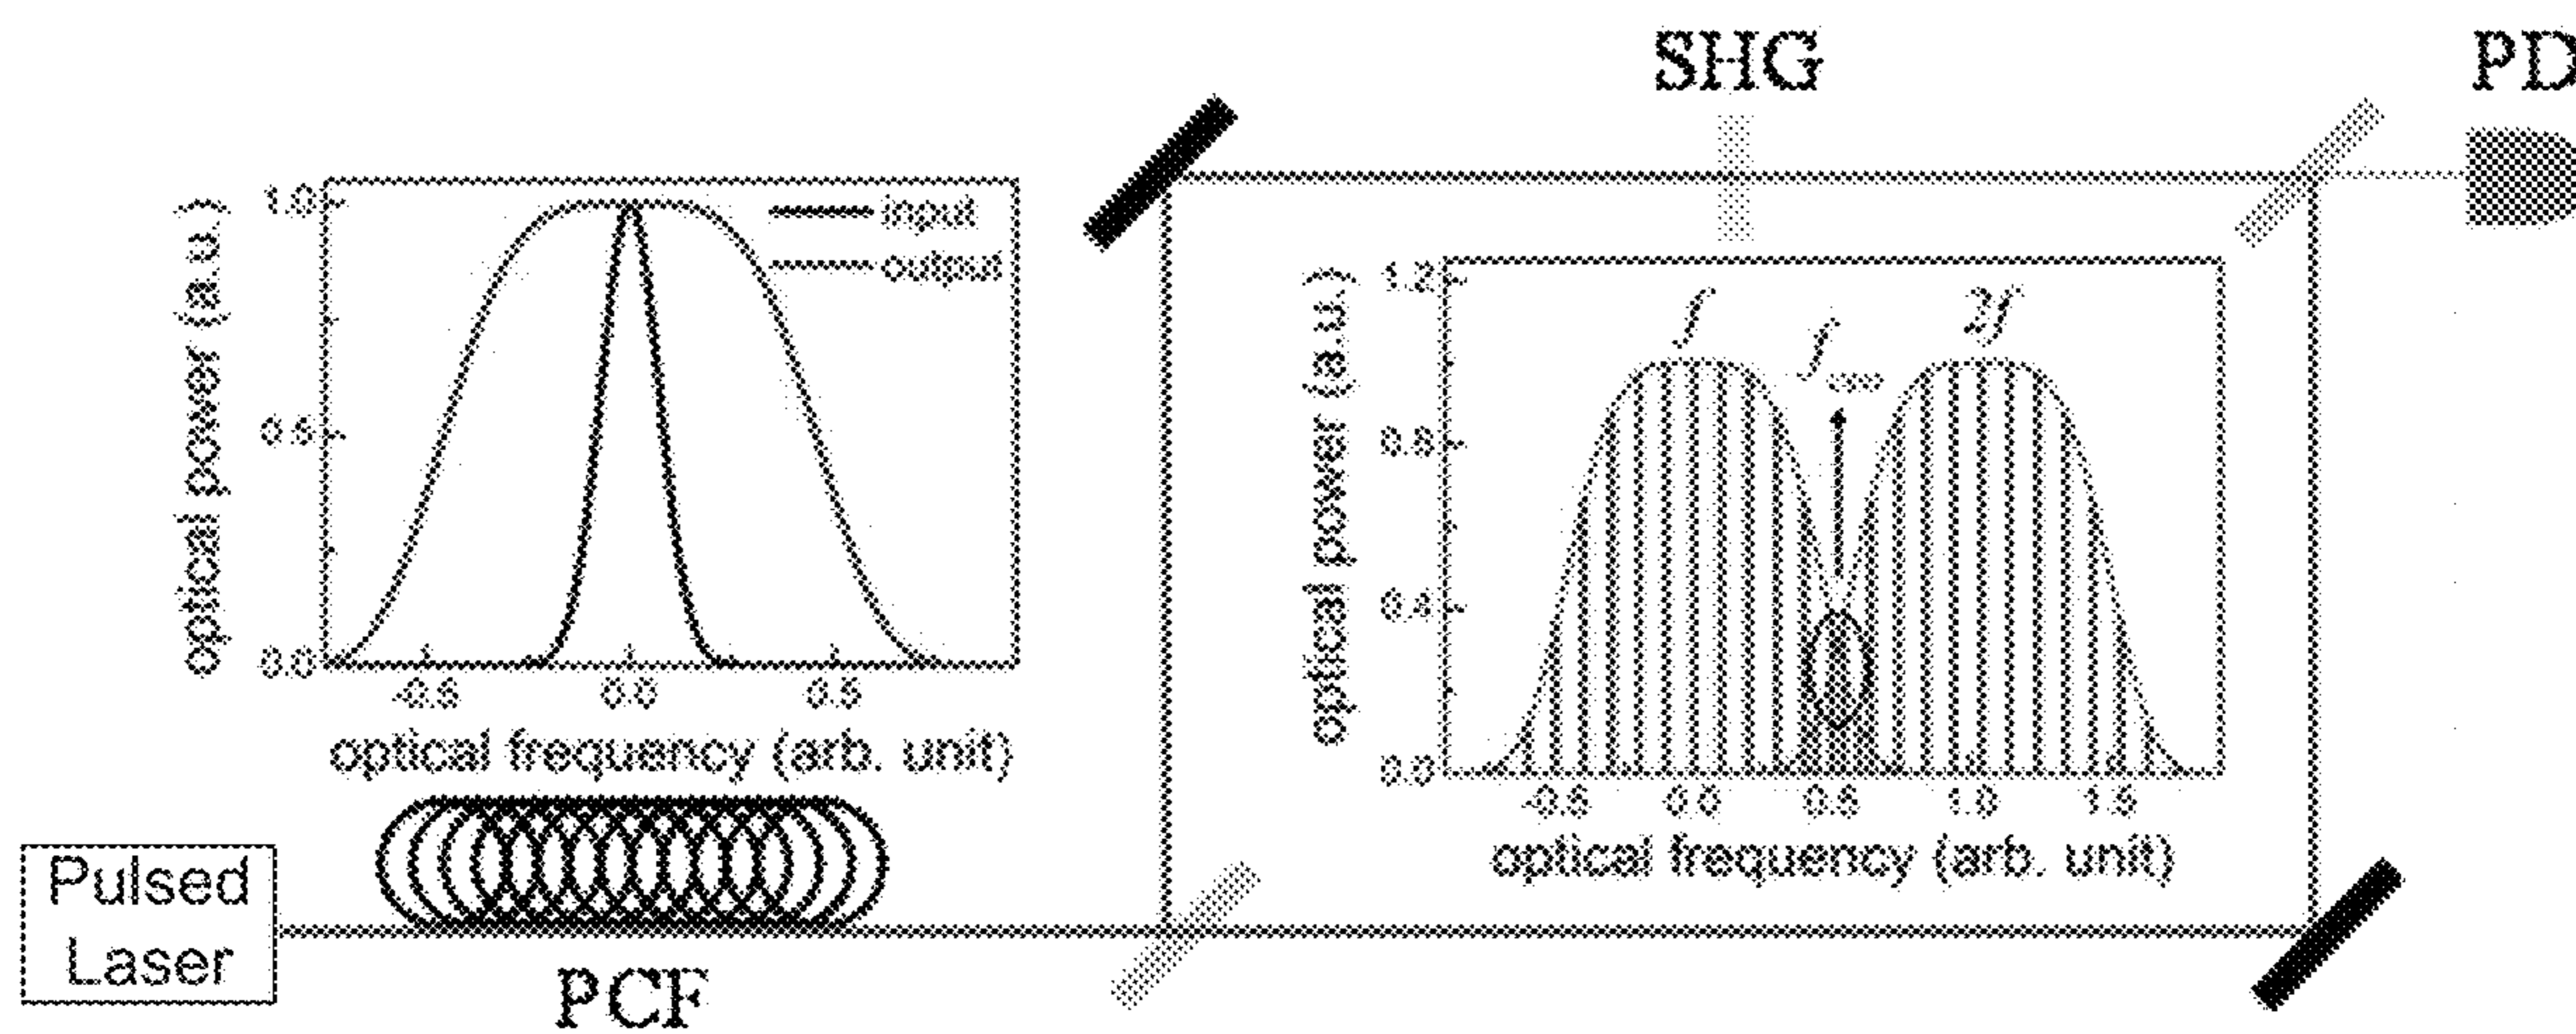 SHG
PD
optical power (a.u.)
1.0
0.5
0.0
input
output
-0.5 0.0 0.5
optical frequency (arb. unit)
optical power (a.u.)
1.2
0.8
0.4
0.0
f
f
2f
-0.5 0.0 0.5 1.0 1.5
optical frequency (arb. unit)
Pulsed
Laser
PCF